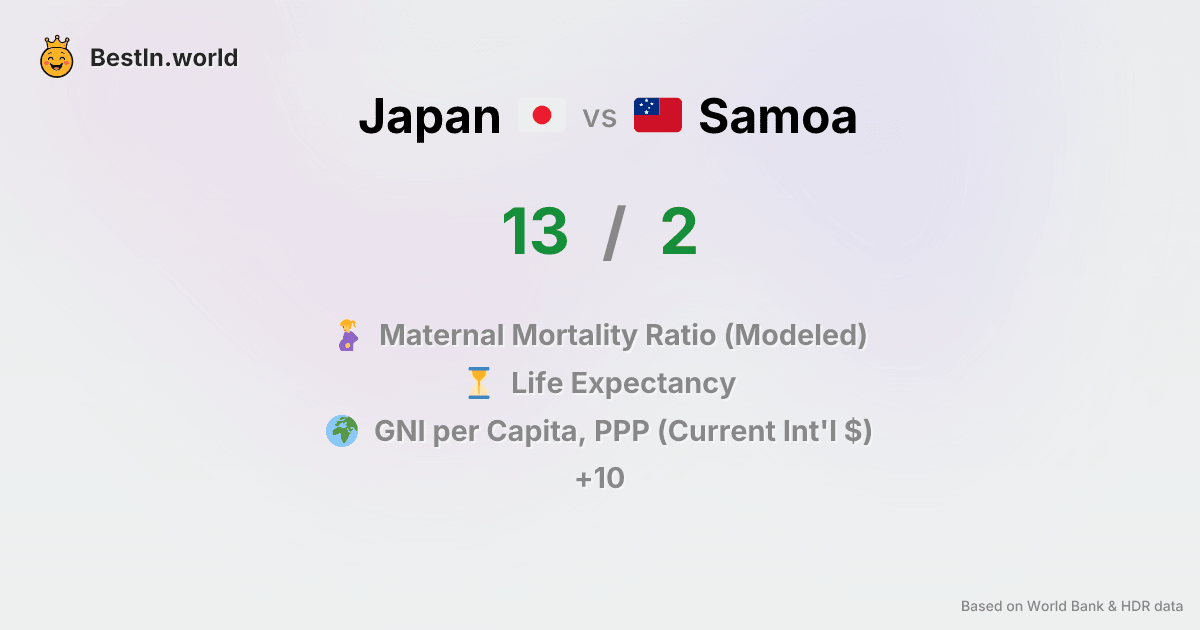 BestIn.world
Japan vs Samoa
13 / 2
Maternal Mortality Ratio (Modeled)
Life Expectancy
GNI per Capita, PPP (Current Int'l $)
+10
Based on World Bank & HDR data